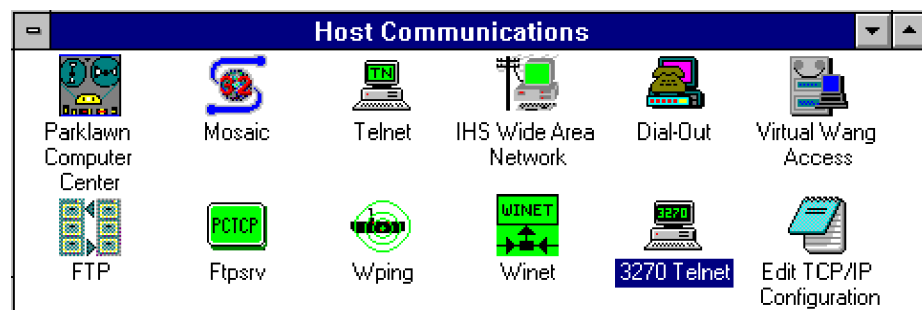 Host Communications
TN
S2
Parklawn
Computer
Center
Mosaic
Telnet
IHS Wide Area
Network
Dial-Out
Virtual Wang
Access
PCTCP
WINET
3270
FTP
Ftpsrv
Wping
Winet
3270 Telnet
Edit TCP/IP
Configuration